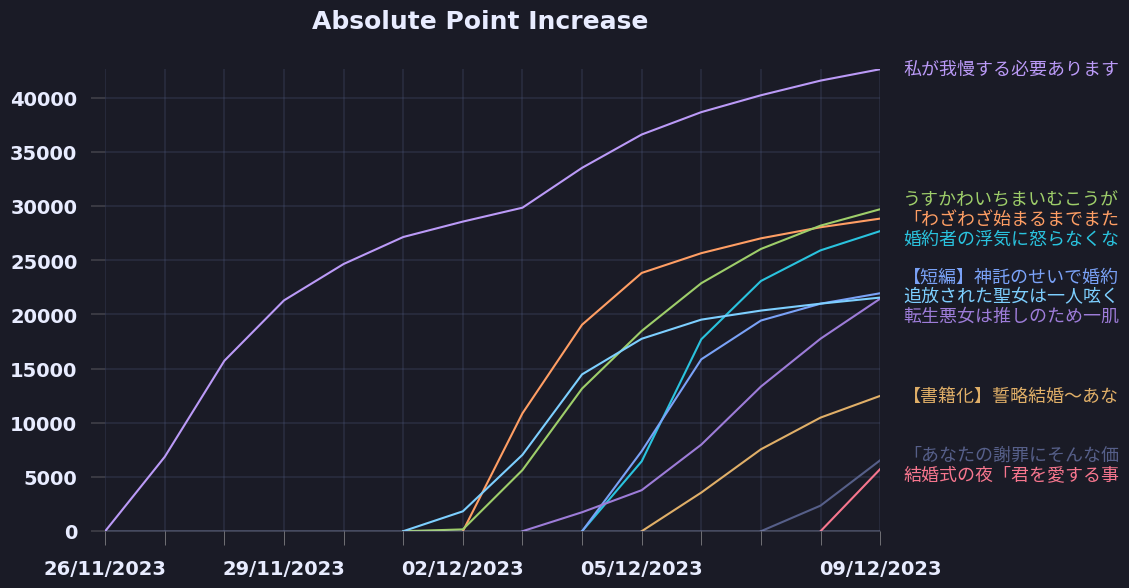 Absolute Point Increase
私が我慢する必要あります
40000
35000
30000
うすかわいちまいむこうが
「わざわざ始まるまでまた
婚約者の浮気に怒らなくな
25000
【短編】神託のせいで婚約
追放された聖女は一人呟く
20000
転生悪女は推しのため一肌
15000
【書籍化】誓略結婚〜あな
10000
「あなたの謝罪にそんな価
5000
結婚式の夜「君を愛する事
0
26/11/2023 29/11/2023 02/12/2023 05/12/2023 09/12/2023